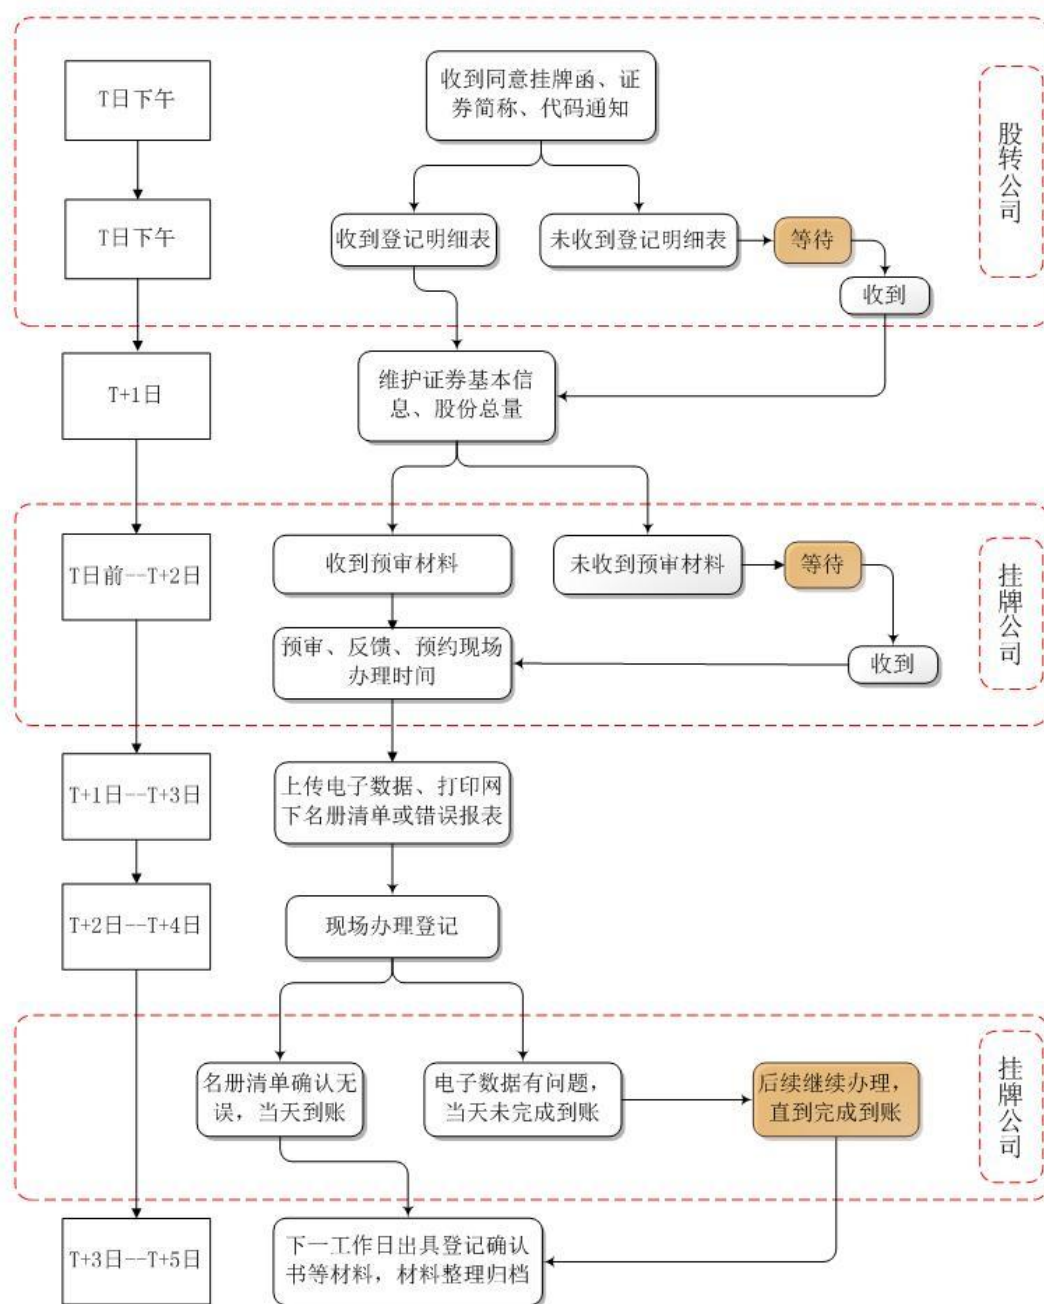 T日下午
收到同意挂牌函、证
券简称、代码通知
股转公司
T日下午
收到登记明细表
未收到登记明细表
等待
收到
T+1日
维护证券基本信
息、股份总量
T日前--T+2日
收到预审材料
未收到预审材料
等待
挂牌公司
预审、反馈、预约现场
办理时间
收到
T+1日--T+3日
上传电子数据、打印网
下名册清单或错误报表
T+2日--T+4日
现场办理登记
名册清单确认无
误，当天到账
电子数据有问题，
当天未完成到账
后续继续办理，
直到完成到账
挂牌公司
T+3日--T+5日
下一工作日出具登记确认
书等材料，材料整理归档